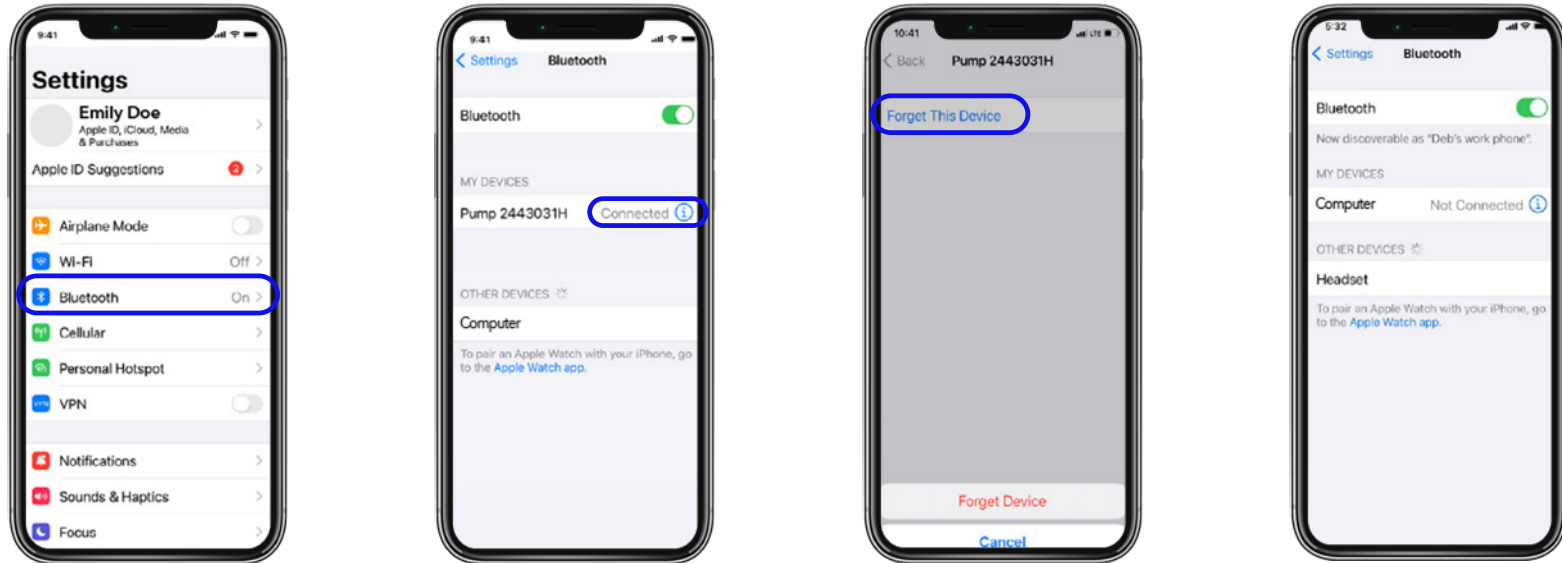 9:41
Settings
Emily Doe
Apple ID, iCloud, Media
& Purchases
Apple ID Suggestions 2
Airplane Mode
Wi-Fi Off
Bluetooth On
Cellular
Personal Hotspot
VPN VPN
Notifications
Sounds & Haptics
Focus
9:41
Settings Bluetooth
Bluetooth
MY DEVICES
Pump 2443031H Connected
OTHER DEVICES
Computer
To pair an Apple Watch with your iPhone, go
to the Apple Watch app.
10:41 LTE
Back Pump 2443031H
Forget This Device
Forget Device
Cancel
5:32
Settings Bluetooth
Bluetooth
Now discoverable as "Deb's work phone".
MY DEVICES
Computer Not Connected
OTHER DEVICES
Headset
To pair an Apple Watch with your iPhone, go
to the Apple Watch app.